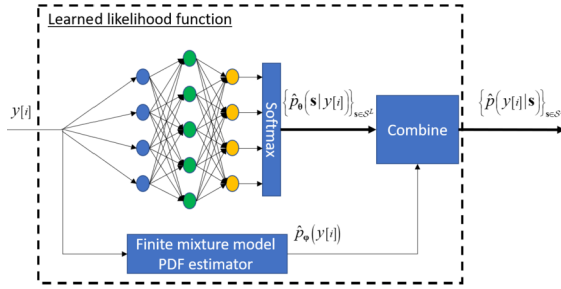 Learned likelihood function
y[i]
Softmax
{p̂_θ(s|y[i])}_{s∈𝒮^L}
Combine
{p̂(y[i]|s)}_{s∈𝒮}
Finite mixture model
PDF estimator
p̂_φ(y[i])